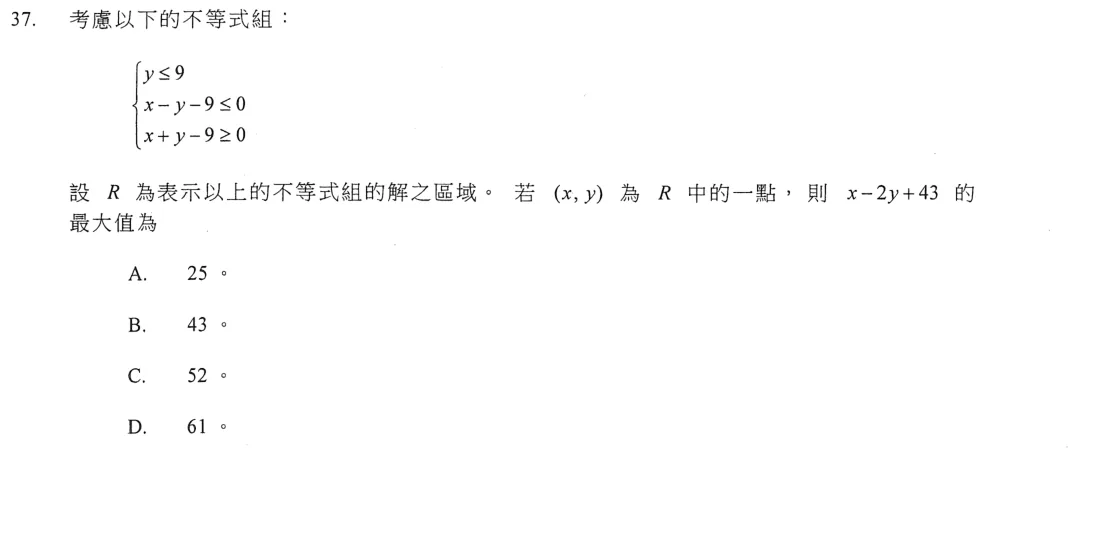 37. 考慮以下的不等式組：
y ≤ 9
x − y − 9 ≤ 0
x + y − 9 ≥ 0
設 R 為表示以上的不等式組的解之區域。 若 (x, y) 為 R 中的一點，則 x − 2y + 43 的
最大值為
A. 25 。
B. 43 。
C. 52 。
D. 61 。